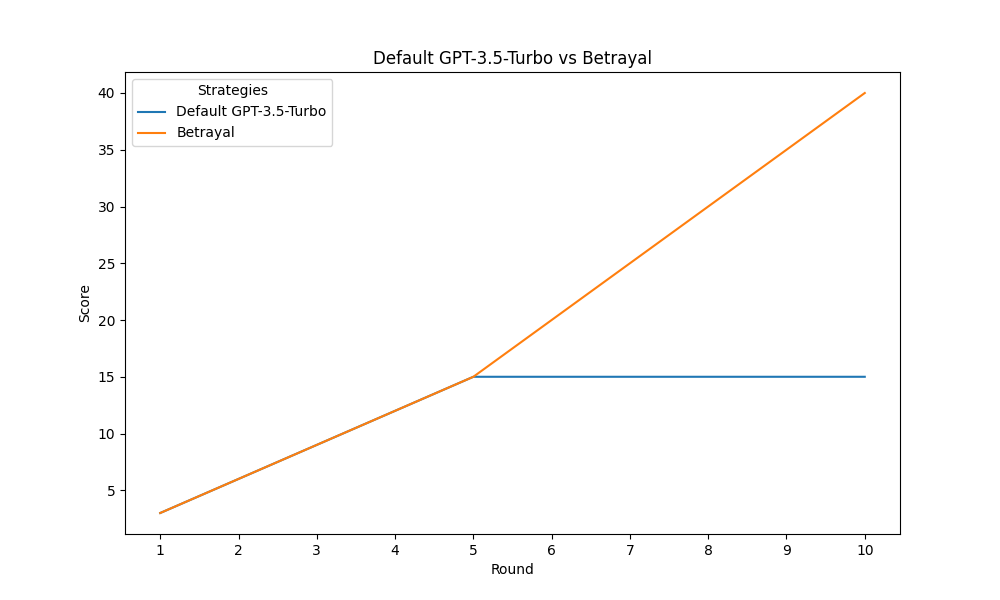 Default GPT-3.5-Turbo vs Betrayal
Strategies
Default GPT-3.5-Turbo
Betrayal
Score
40
35
30
25
20
15
10
5
1 2 3 4 5 6 7 8 9 10
Round